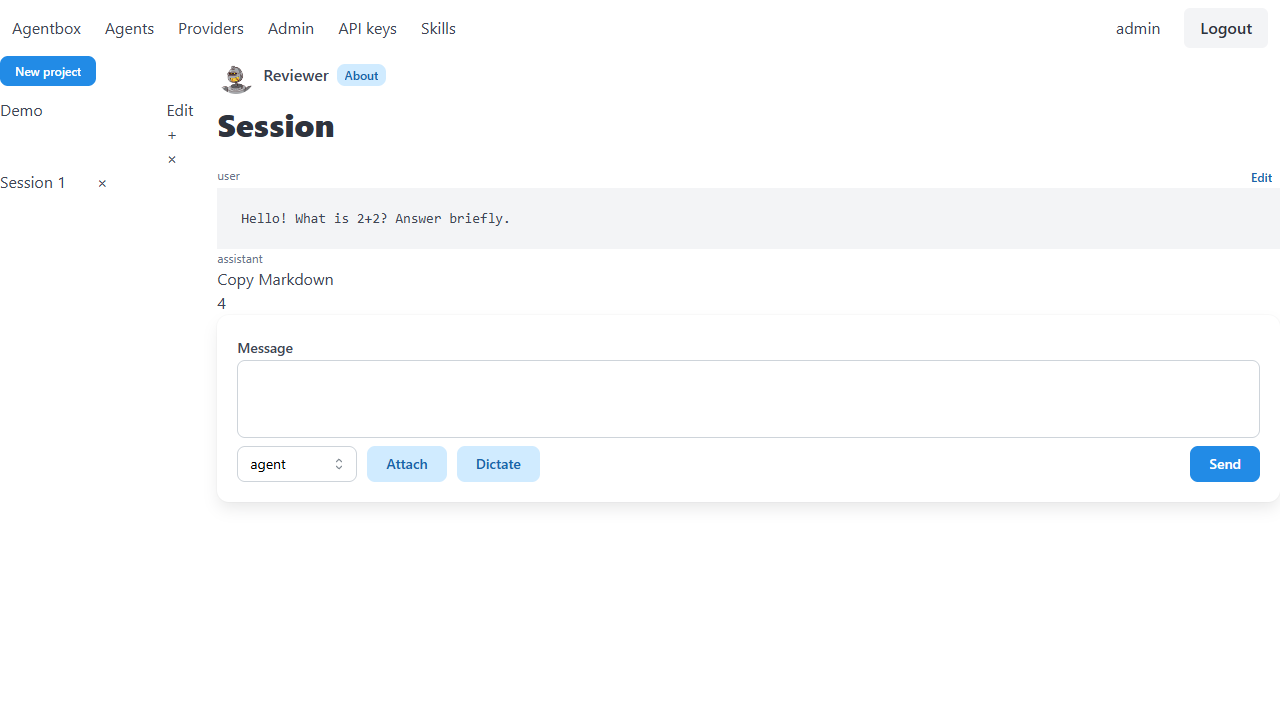 Agentbox Agents Providers Admin API keys Skills admin Logout
New project
Demo Edit
+
×
Session 1 ×
Reviewer About
Session
user Edit
Hello! What is 2+2? Answer briefly.
assistant
Copy Markdown
4
Message
agent Attach Dictate Send